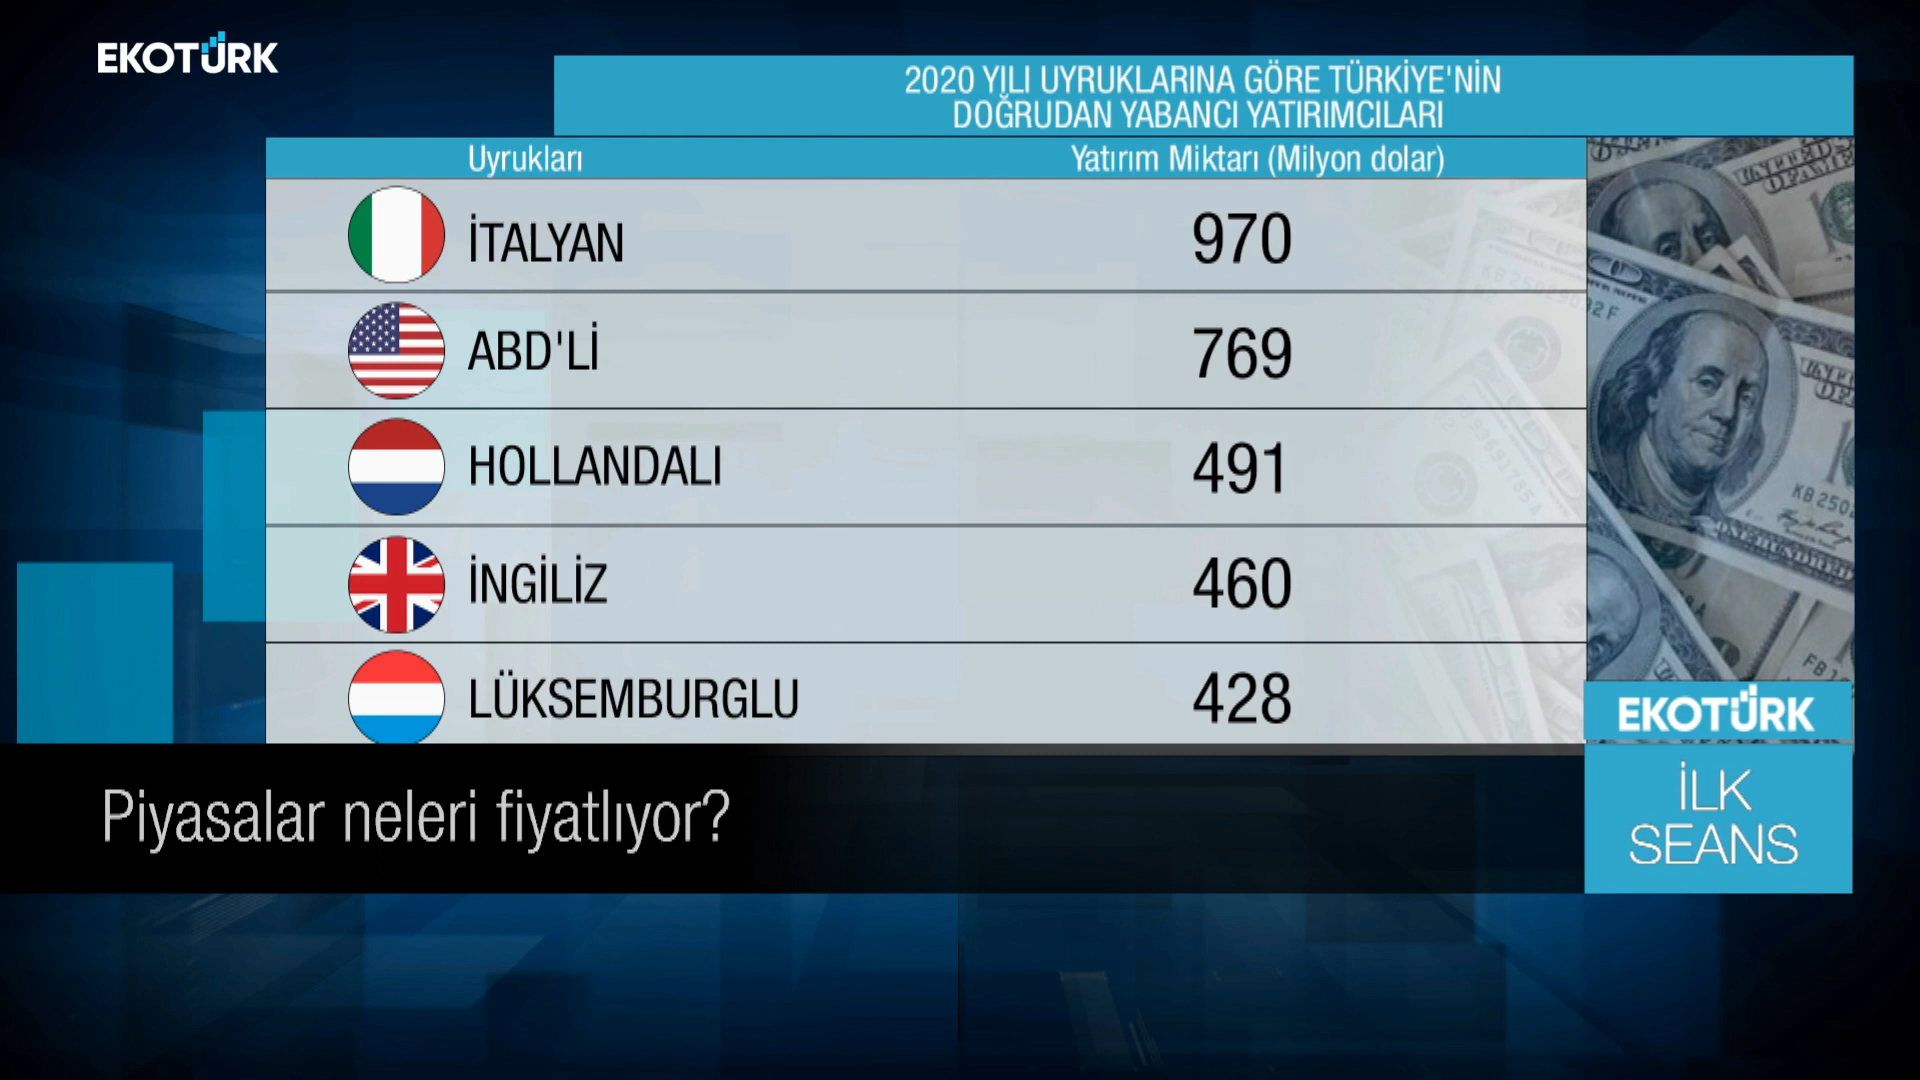 EKOTÜRK
2020 YILI UYRUKLARINA GÖRE TÜRKİYE'NİN
DOĞRUDAN YABANCI YATIRIMCILARI
Uyrukları Yatırım Miktarı (Milyon dolar)
İTALYAN 970
ABD'Lİ 769
HOLLANDALI 491
İNGİLİZ 460
LÜKSEMBURGLU 428
EKOTÜRK
Piyasalar neleri fiyatlıyor?
İLK
SEANS